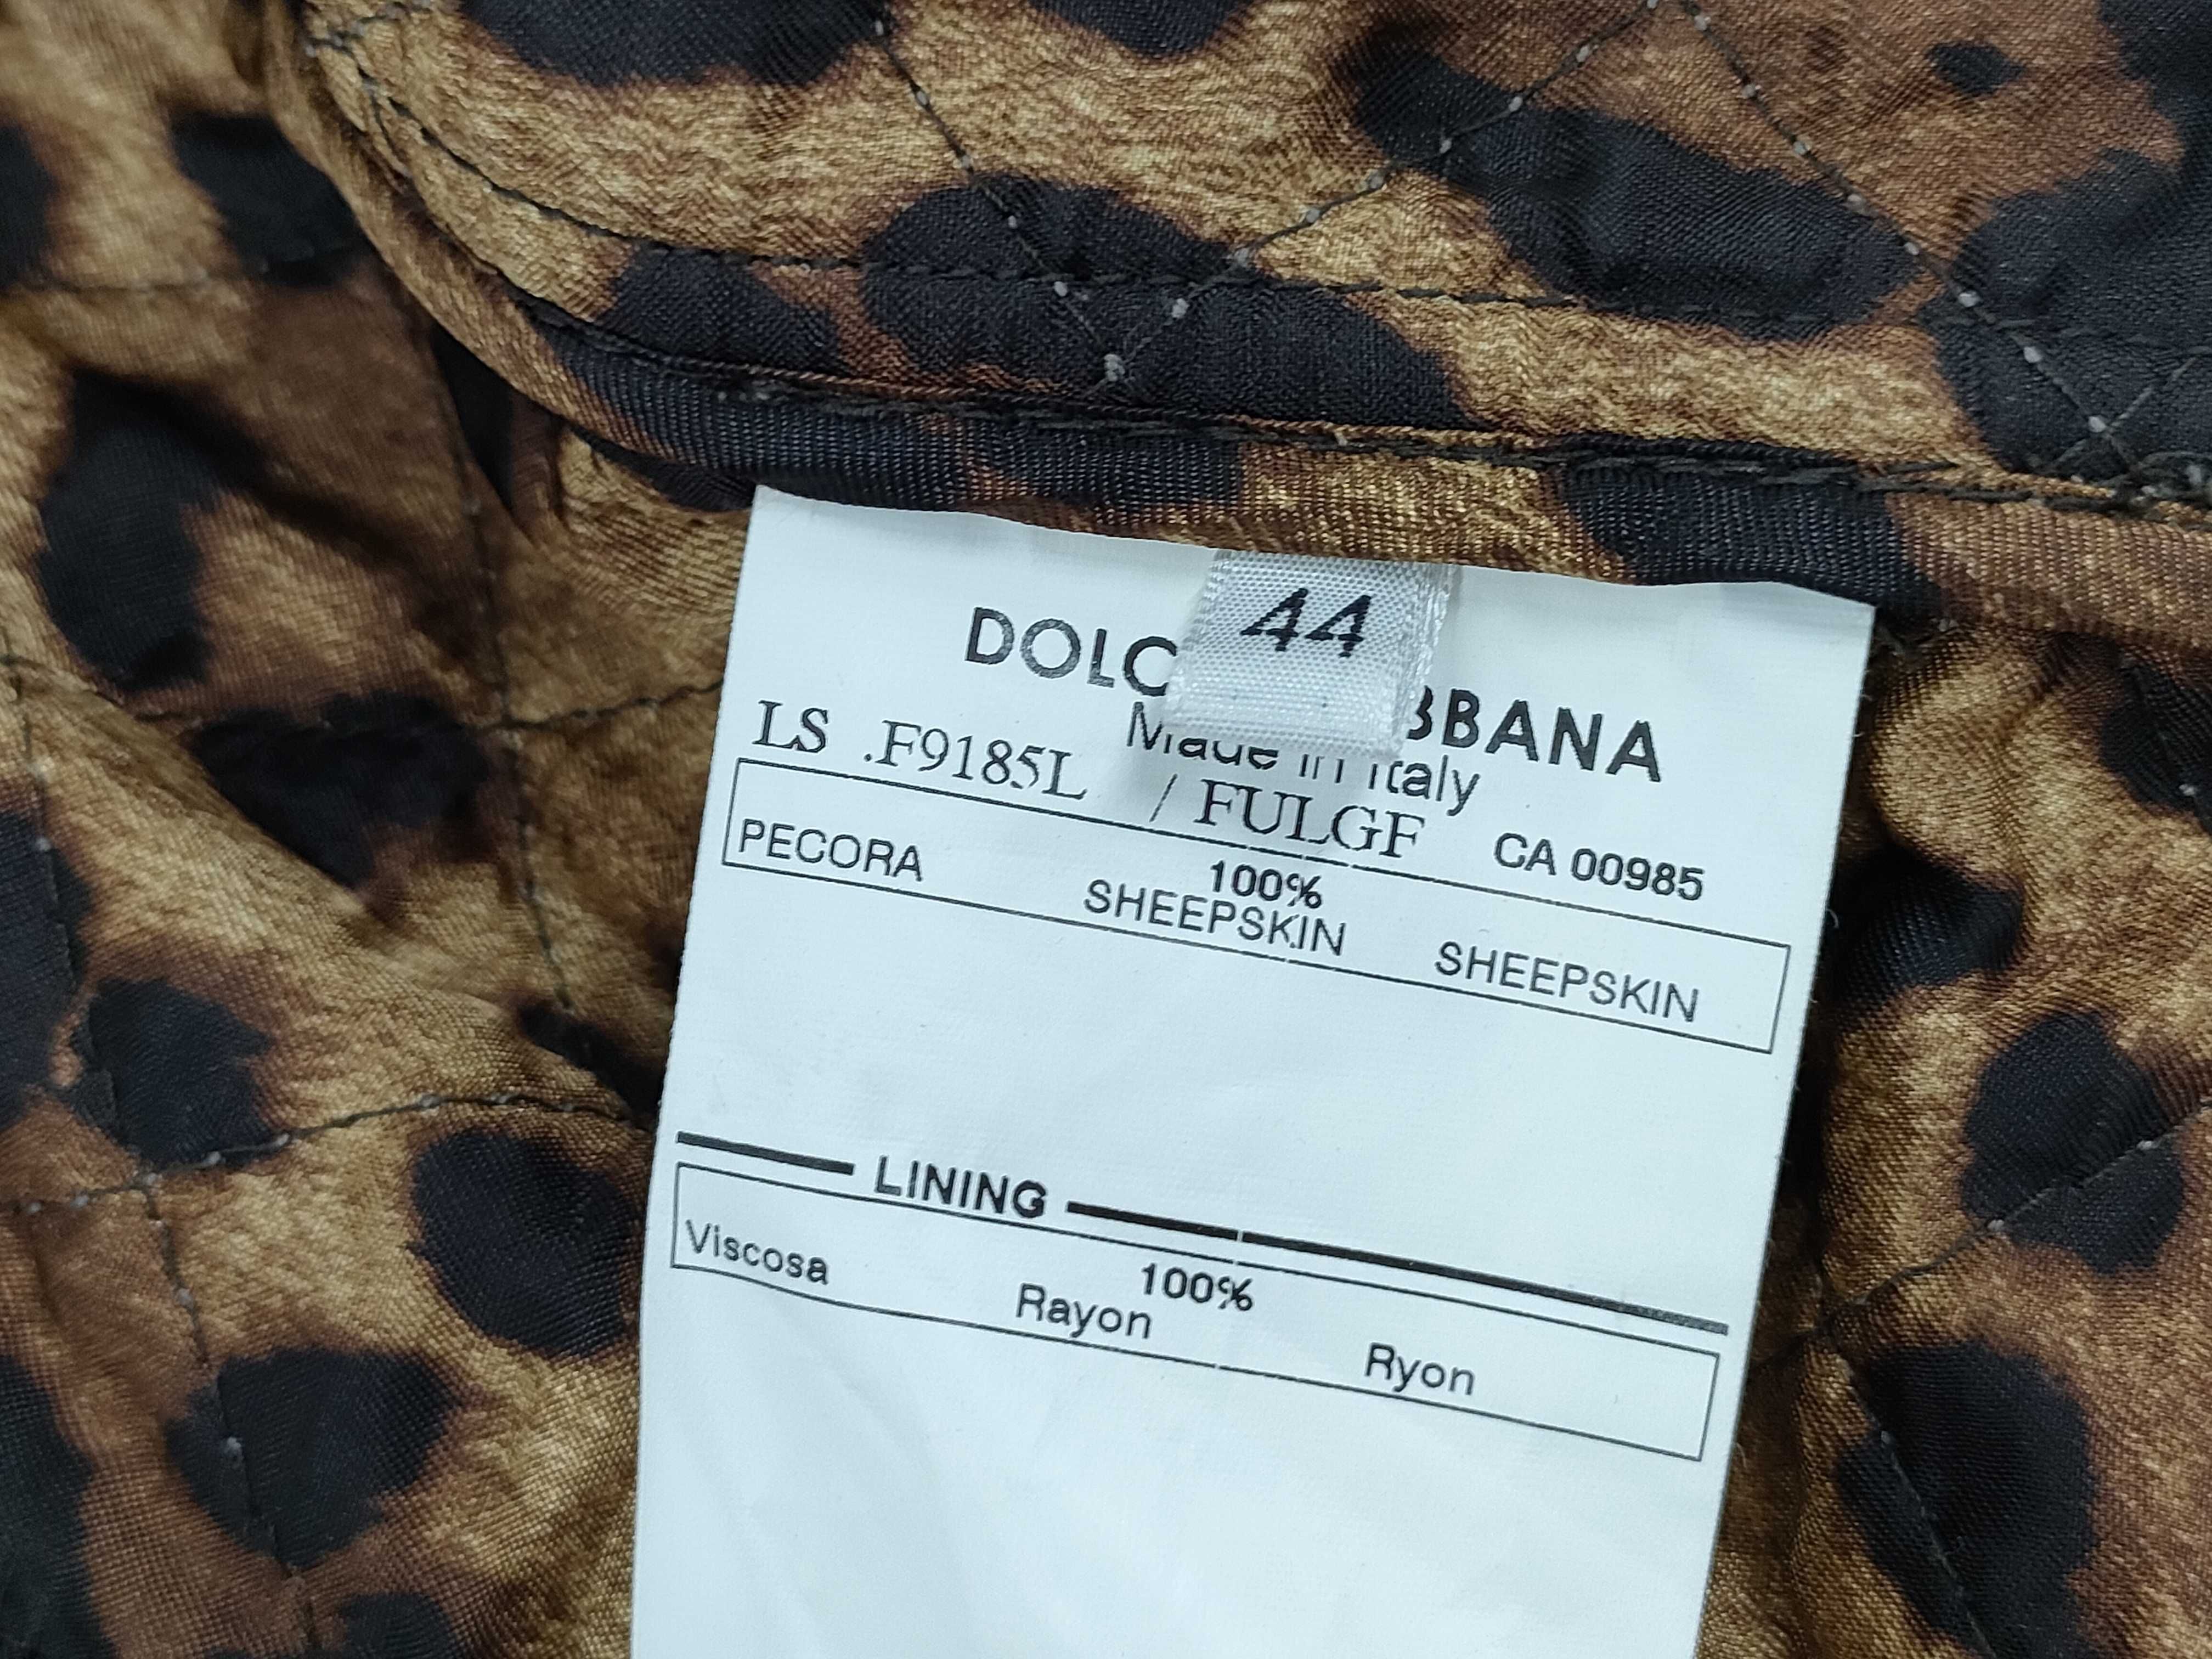 44
DOLC BBANA
Made in Italy
LS .F9185L / FULGF CA 00985
PECORA 100% SHEEPSKIN SHEEPSKIN
LINING
Viscosa 100% Rayon Ryon